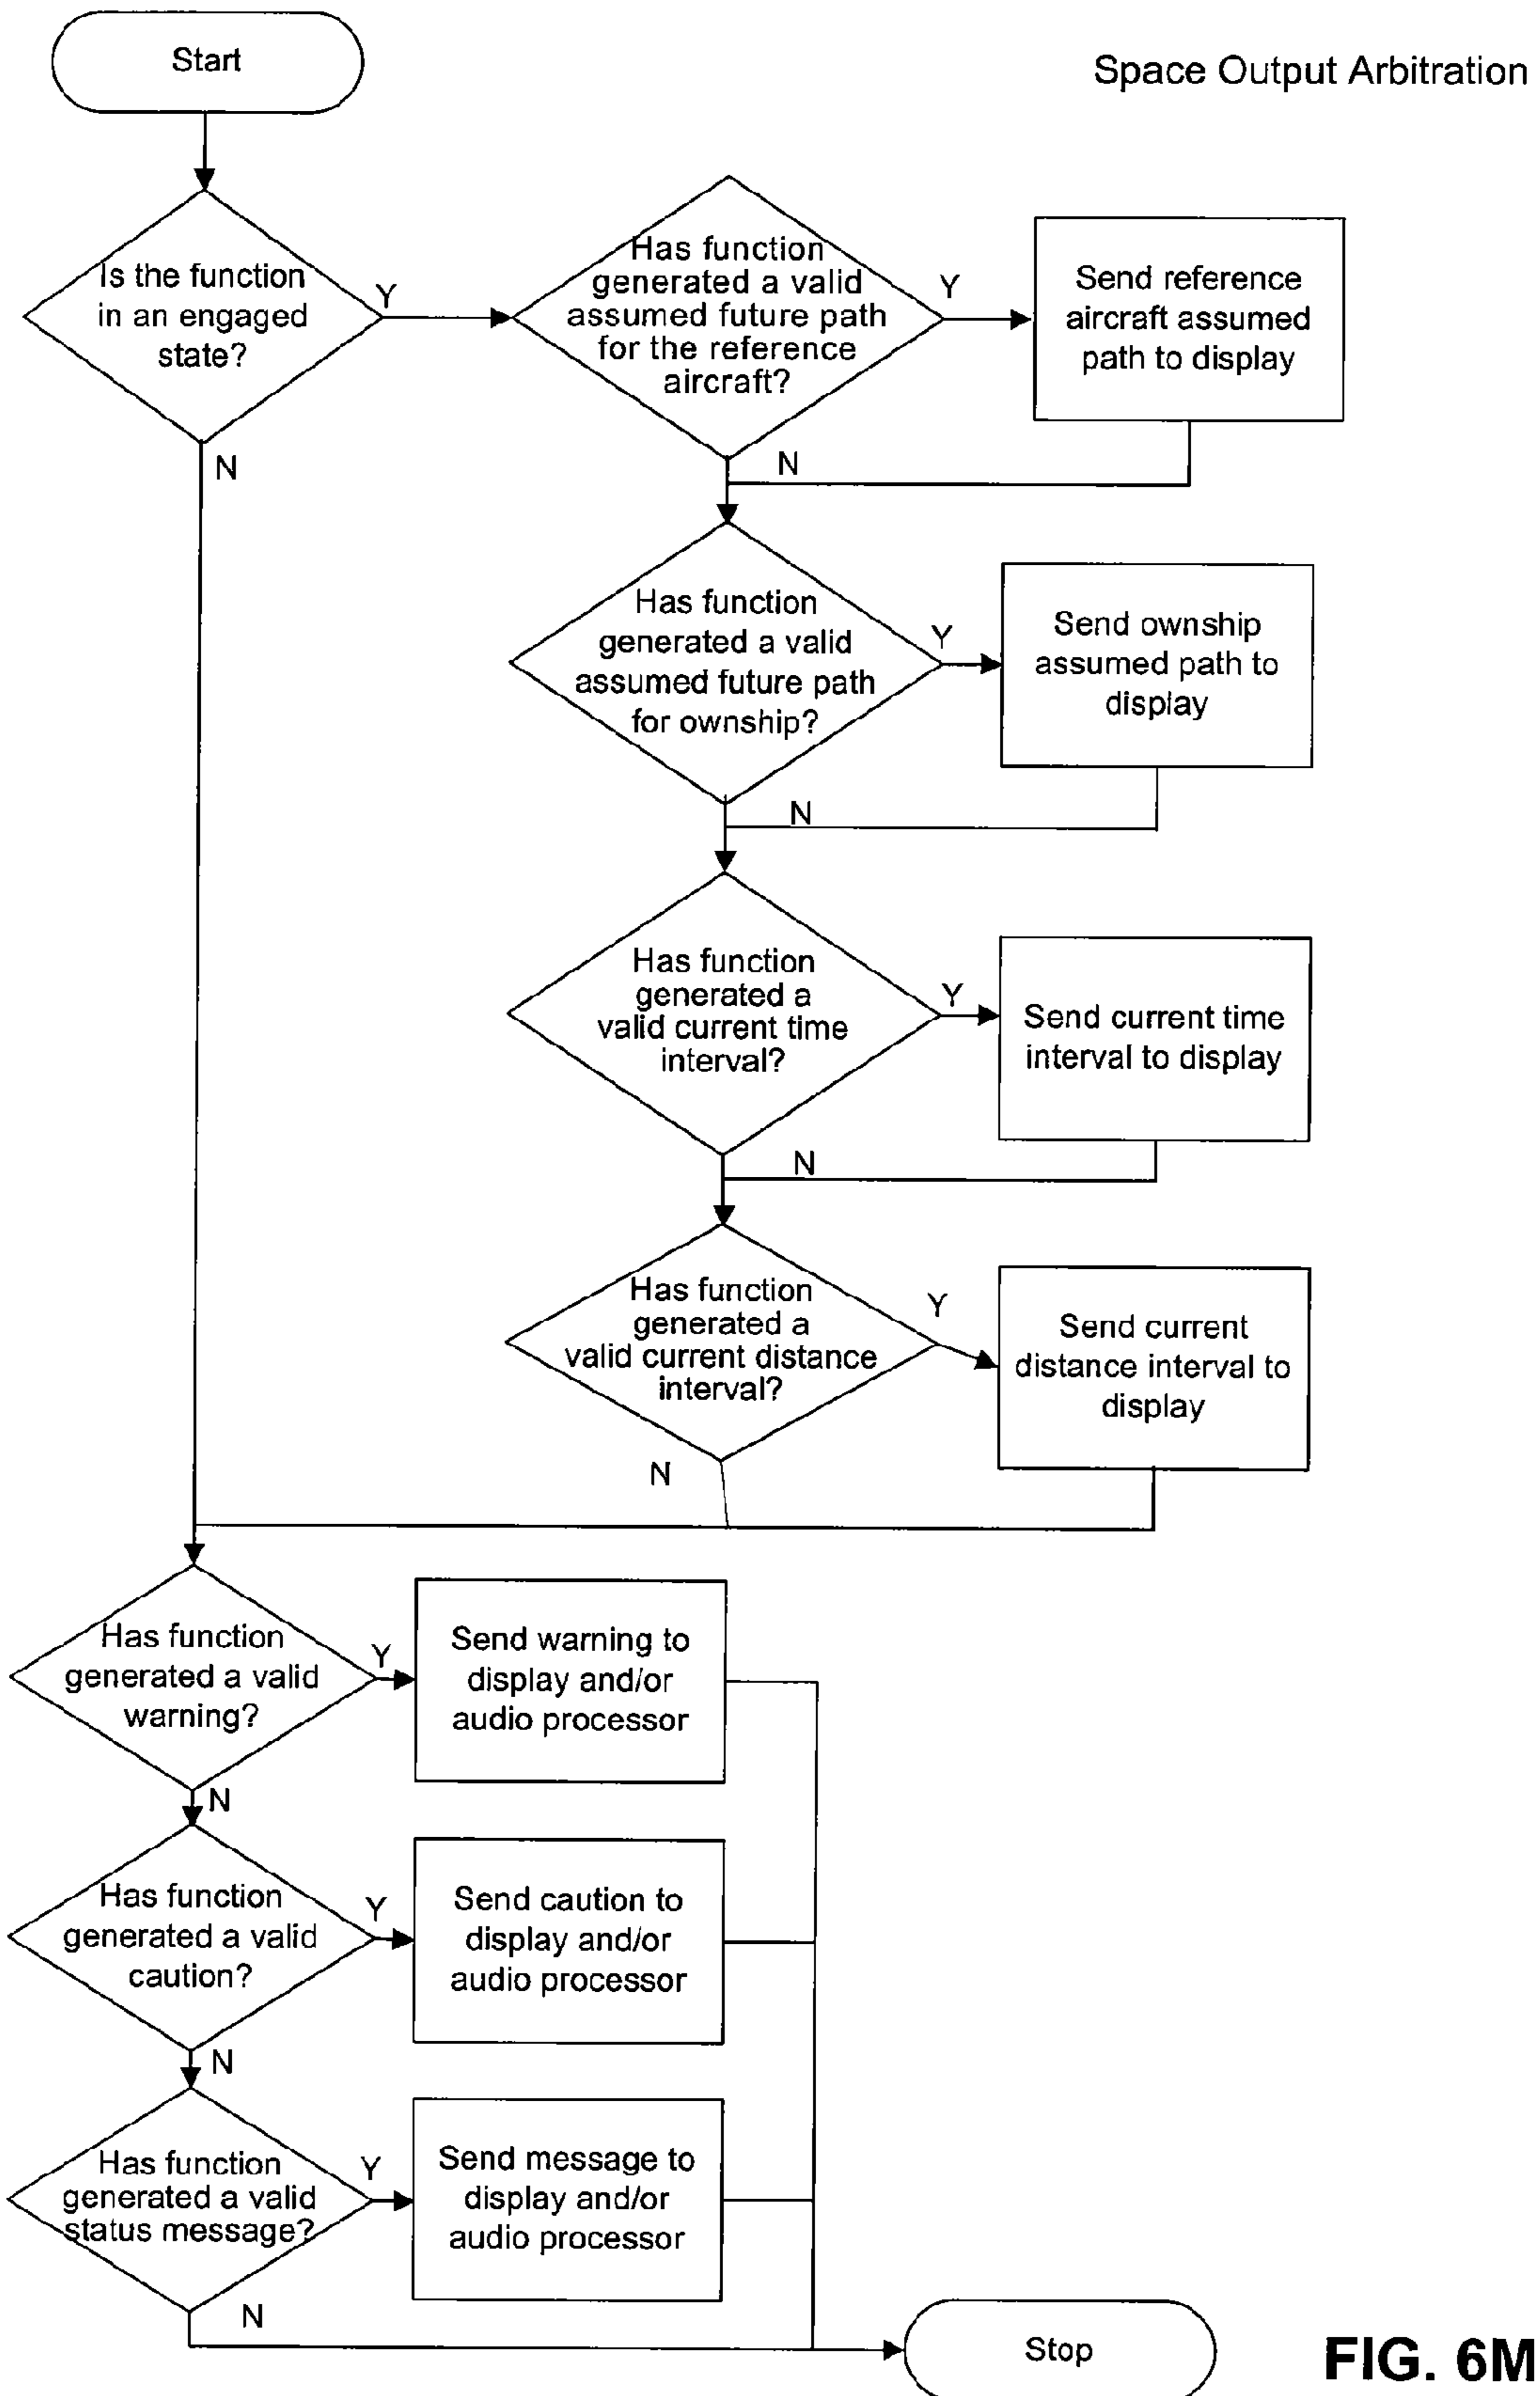 Start
Space Output Arbitration
Is the function
in an engaged
state?
Y
N
Has function
generated a valid
assumed future path
for the reference
aircraft?
Y
N
Send reference
aircraft assumed
path to display
Has function
generated a valid
assumed future path
for ownship?
Y
N
Send ownship
assumed path to
display
Has function
generated a
valid current time
interval?
Y
N
Send current time
interval to display
Has function
generated a
valid current distance
interval?
Y
N
Send current
distance interval to
display
Has function
generated a valid
warning?
Y
N
Send warning to
display and/or
audio processor
Has function
generated a valid
caution?
Y
N
Send caution to
display and/or
audio processor
Has function
generated a valid
status message?
Y
N
Send message to
display and/or
audio processor
Stop
FIG. 6M